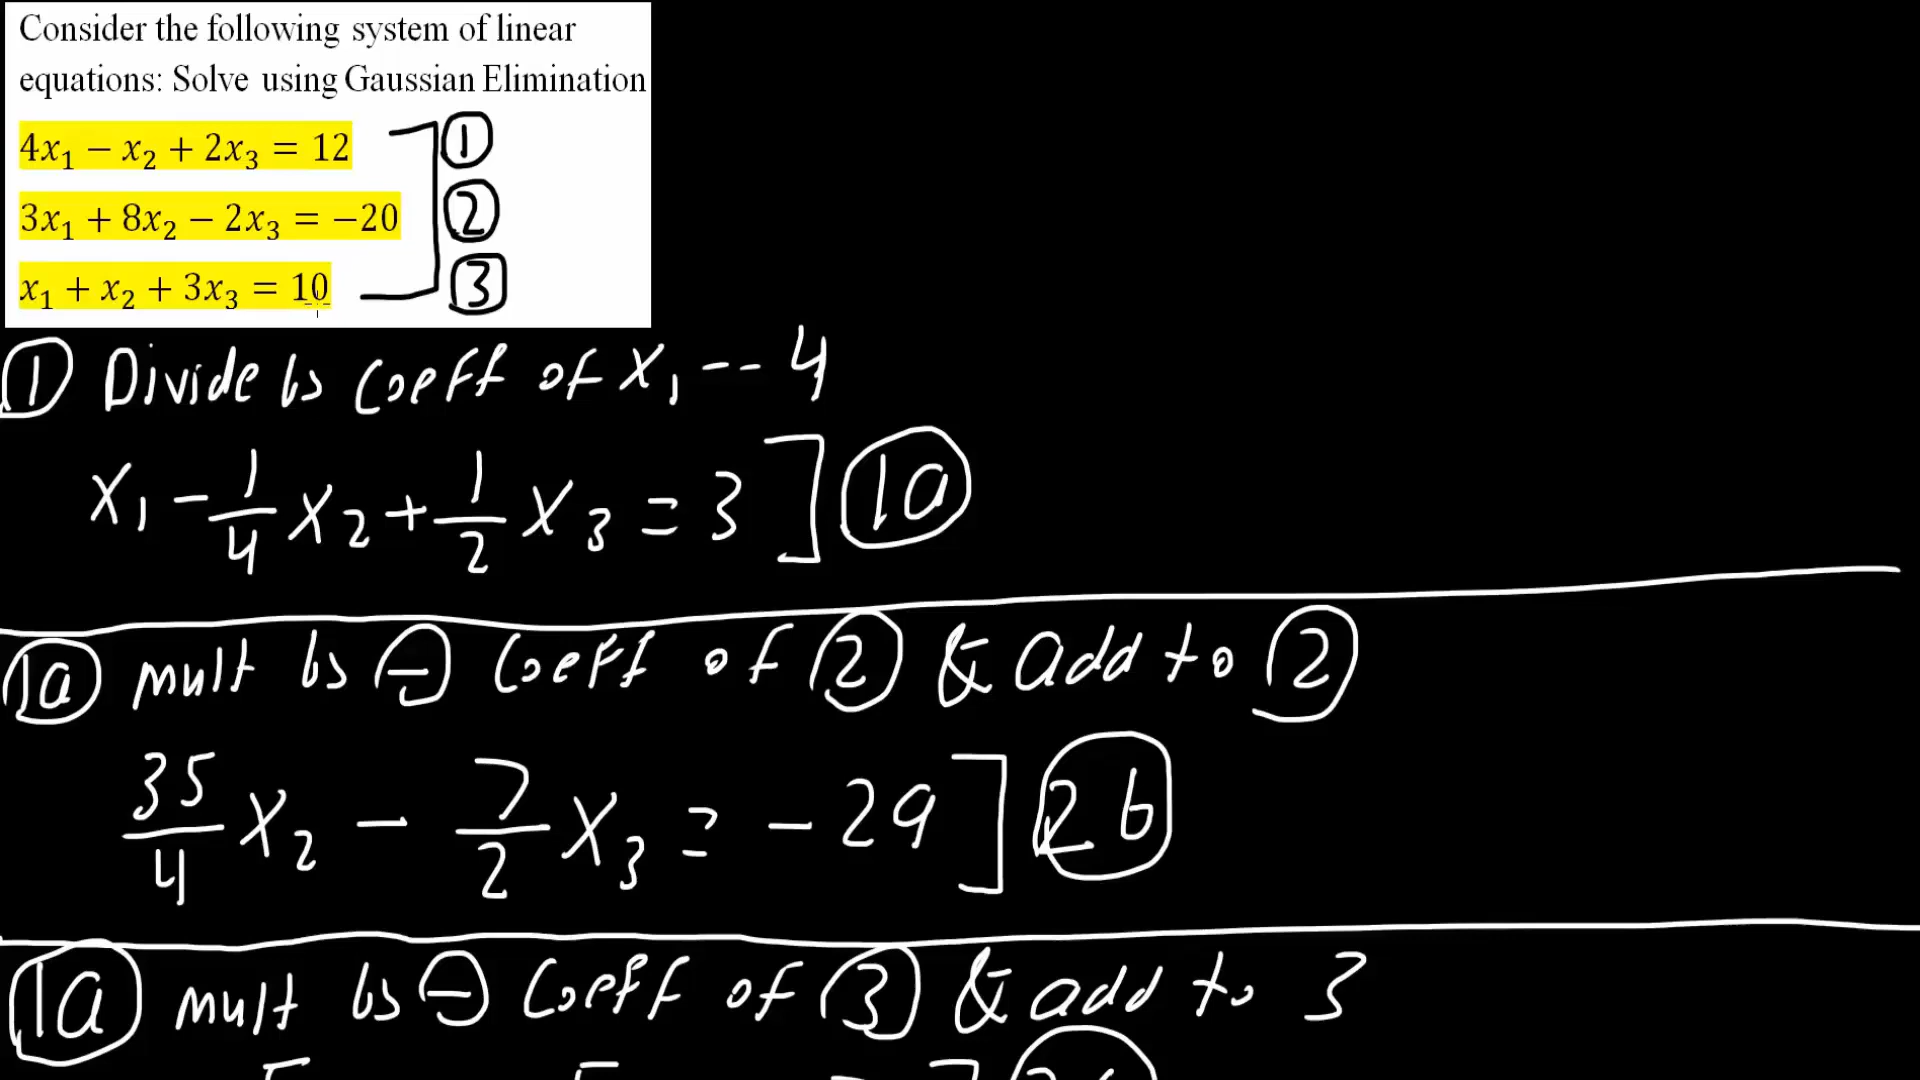 Consider the following system of linear
equations: Solve using Gaussian Elimination
4x₁ − x₂ + 2x₃ = 12 ] ①
3x₁ + 8x₂ − 2x₃ = −20 ②
x₁ + x₂ + 3x₃ = 10 ③
① Divide by coeff of x₁ -- 4
x₁ - 1/4 x₂ + 1/2 x₃ = 3 ] 1a
1a mult by - coeff of ② & add to ②
35/4 x₂ - 7/2 x₃ = -29 ] 2b
1a mult by - coeff of ③ & add to 3